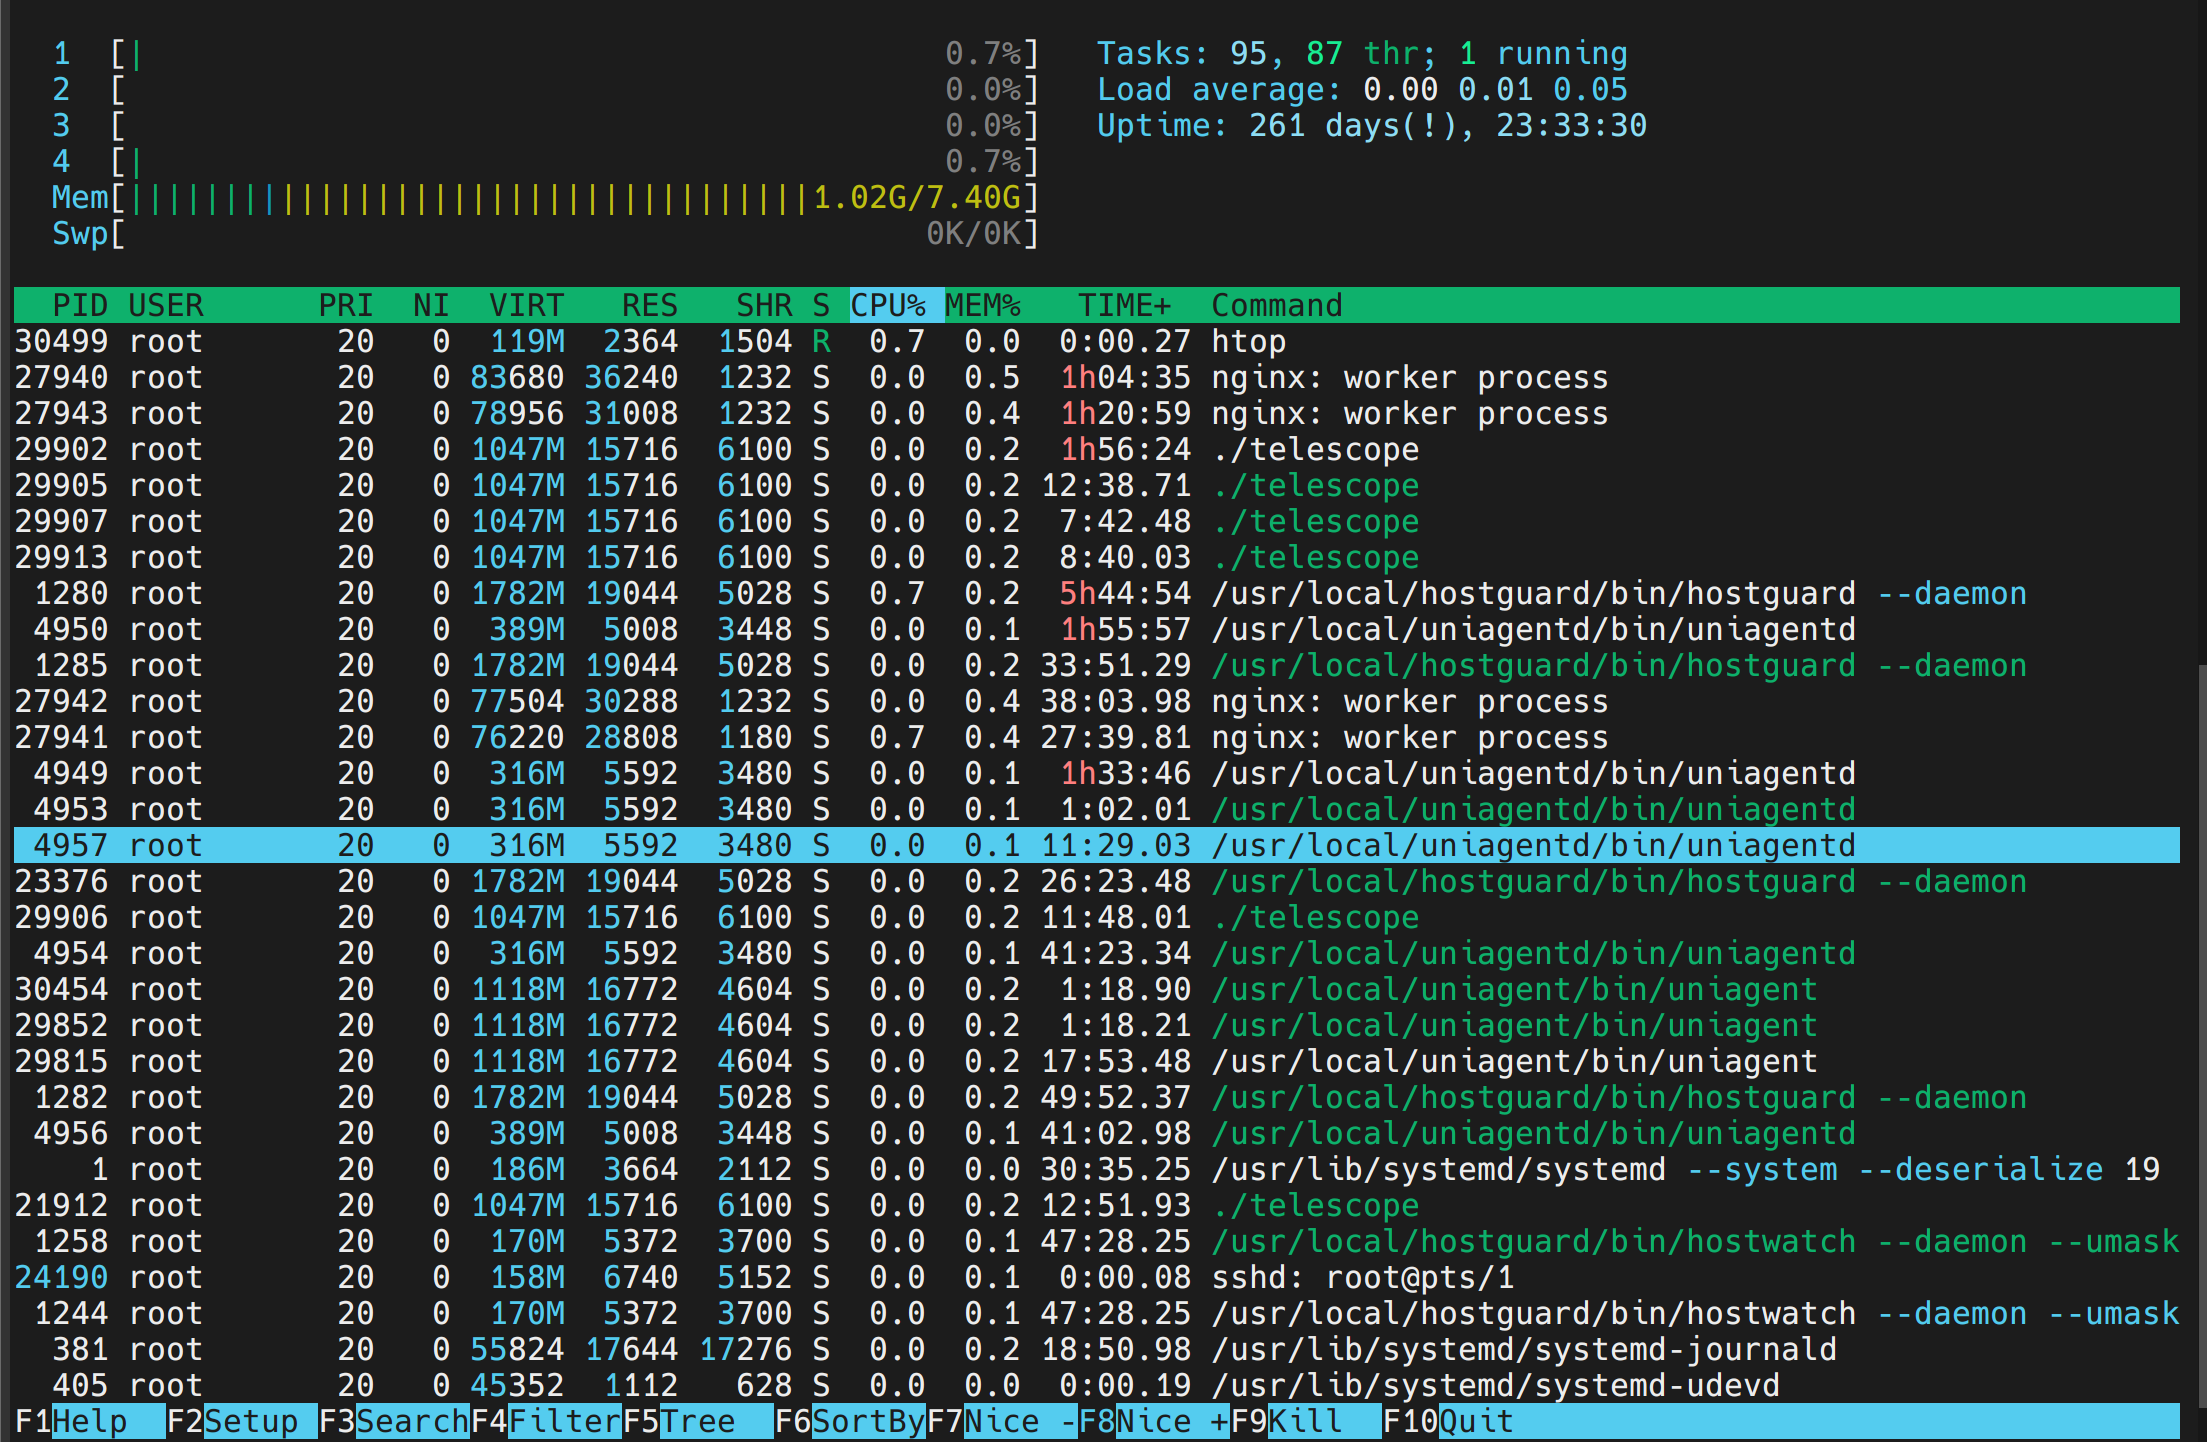 1 [| 0.7%] Tasks: 95, 87 thr; 1 running
2 [ 0.0%] Load average: 0.00 0.01 0.05
3 [ 0.0%] Uptime: 261 days(!), 23:33:30
4 [| 0.7%]
Mem[||||||||||||||||||||||||||||||||||||1.02G/7.40G]
Swp[ 0K/0K]
PID USER PRI NI VIRT RES SHR S CPU% MEM% TIME+ Command
30499 root 20 0 119M 2364 1504 R 0.7 0.0 0:00.27 htop
27940 root 20 0 83680 36240 1232 S 0.0 0.5 1h04:35 nginx: worker process
27943 root 20 0 78956 31008 1232 S 0.0 0.4 1h20:59 nginx: worker process
29902 root 20 0 1047M 15716 6100 S 0.0 0.2 1h56:24 ./telescope
29905 root 20 0 1047M 15716 6100 S 0.0 0.2 12:38.71 ./telescope
29907 root 20 0 1047M 15716 6100 S 0.0 0.2 7:42.48 ./telescope
29913 root 20 0 1047M 15716 6100 S 0.0 0.2 8:40.03 ./telescope
1280 root 20 0 1782M 19044 5028 S 0.7 0.2 5h44:54 /usr/local/hostguard/bin/hostguard --daemon
4950 root 20 0 389M 5008 3448 S 0.0 0.1 1h55:57 /usr/local/uniagentd/bin/uniagentd
1285 root 20 0 1782M 19044 5028 S 0.0 0.2 33:51.29 /usr/local/hostguard/bin/hostguard --daemon
27942 root 20 0 77504 30288 1232 S 0.0 0.4 38:03.98 nginx: worker process
27941 root 20 0 76220 28808 1180 S 0.7 0.4 27:39.81 nginx: worker process
4949 root 20 0 316M 5592 3480 S 0.0 0.1 1h33:46 /usr/local/uniagentd/bin/uniagentd
4953 root 20 0 316M 5592 3480 S 0.0 0.1 1:02.01 /usr/local/uniagentd/bin/uniagentd
4957 root 20 0 316M 5592 3480 S 0.0 0.1 11:29.03 /usr/local/uniagentd/bin/uniagentd
23376 root 20 0 1782M 19044 5028 S 0.0 0.2 26:23.48 /usr/local/hostguard/bin/hostguard --daemon
29906 root 20 0 1047M 15716 6100 S 0.0 0.2 11:48.01 ./telescope
4954 root 20 0 316M 5592 3480 S 0.0 0.1 41:23.34 /usr/local/uniagentd/bin/uniagentd
30454 root 20 0 1118M 16772 4604 S 0.0 0.2 1:18.90 /usr/local/uniagent/bin/uniagent
29852 root 20 0 1118M 16772 4604 S 0.0 0.2 1:18.21 /usr/local/uniagent/bin/uniagent
29815 root 20 0 1118M 16772 4604 S 0.0 0.2 17:53.48 /usr/local/uniagent/bin/uniagent
1282 root 20 0 1782M 19044 5028 S 0.0 0.2 49:52.37 /usr/local/hostguard/bin/hostguard --daemon
4956 root 20 0 389M 5008 3448 S 0.0 0.1 41:02.98 /usr/local/uniagentd/bin/uniagentd
1 root 20 0 186M 3664 2112 S 0.0 0.0 30:35.25 /usr/lib/systemd/systemd --system --deserialize 19
21912 root 20 0 1047M 15716 6100 S 0.0 0.2 12:51.93 ./telescope
1258 root 20 0 170M 5372 3700 S 0.0 0.1 47:28.25 /usr/local/hostguard/bin/hostwatch --daemon --umask
24190 root 20 0 158M 6740 5152 S 0.0 0.1 0:00.08 sshd: root@pts/1
1244 root 20 0 170M 5372 3700 S 0.0 0.1 47:28.25 /usr/local/hostguard/bin/hostwatch --daemon --umask
381 root 20 0 55824 17644 17276 S 0.0 0.2 18:50.98 /usr/lib/systemd/systemd-journald
405 root 20 0 45352 1112 628 S 0.0 0.0 0:00.19 /usr/lib/systemd/systemd-udevd
F1Help F2Setup F3SearchF4FilterF5Tree F6SortByF7Nice -F8Nice +F9Kill F10Quit